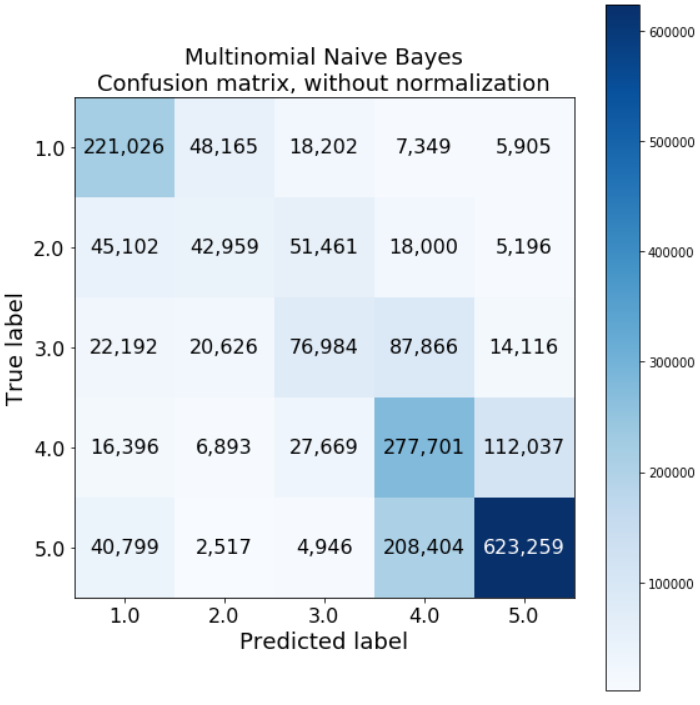 Multinomial Naive Bayes
Confusion matrix, without normalization
True label
1.0 221,026 48,165 18,202 7,349 5,905
2.0 45,102 42,959 51,461 18,000 5,196
3.0 22,192 20,626 76,984 87,866 14,116
4.0 16,396 6,893 27,669 277,701 112,037
5.0 40,799 2,517 4,946 208,404 623,259
1.0 2.0 3.0 4.0 5.0
Predicted label
600000
500000
400000
300000
200000
100000